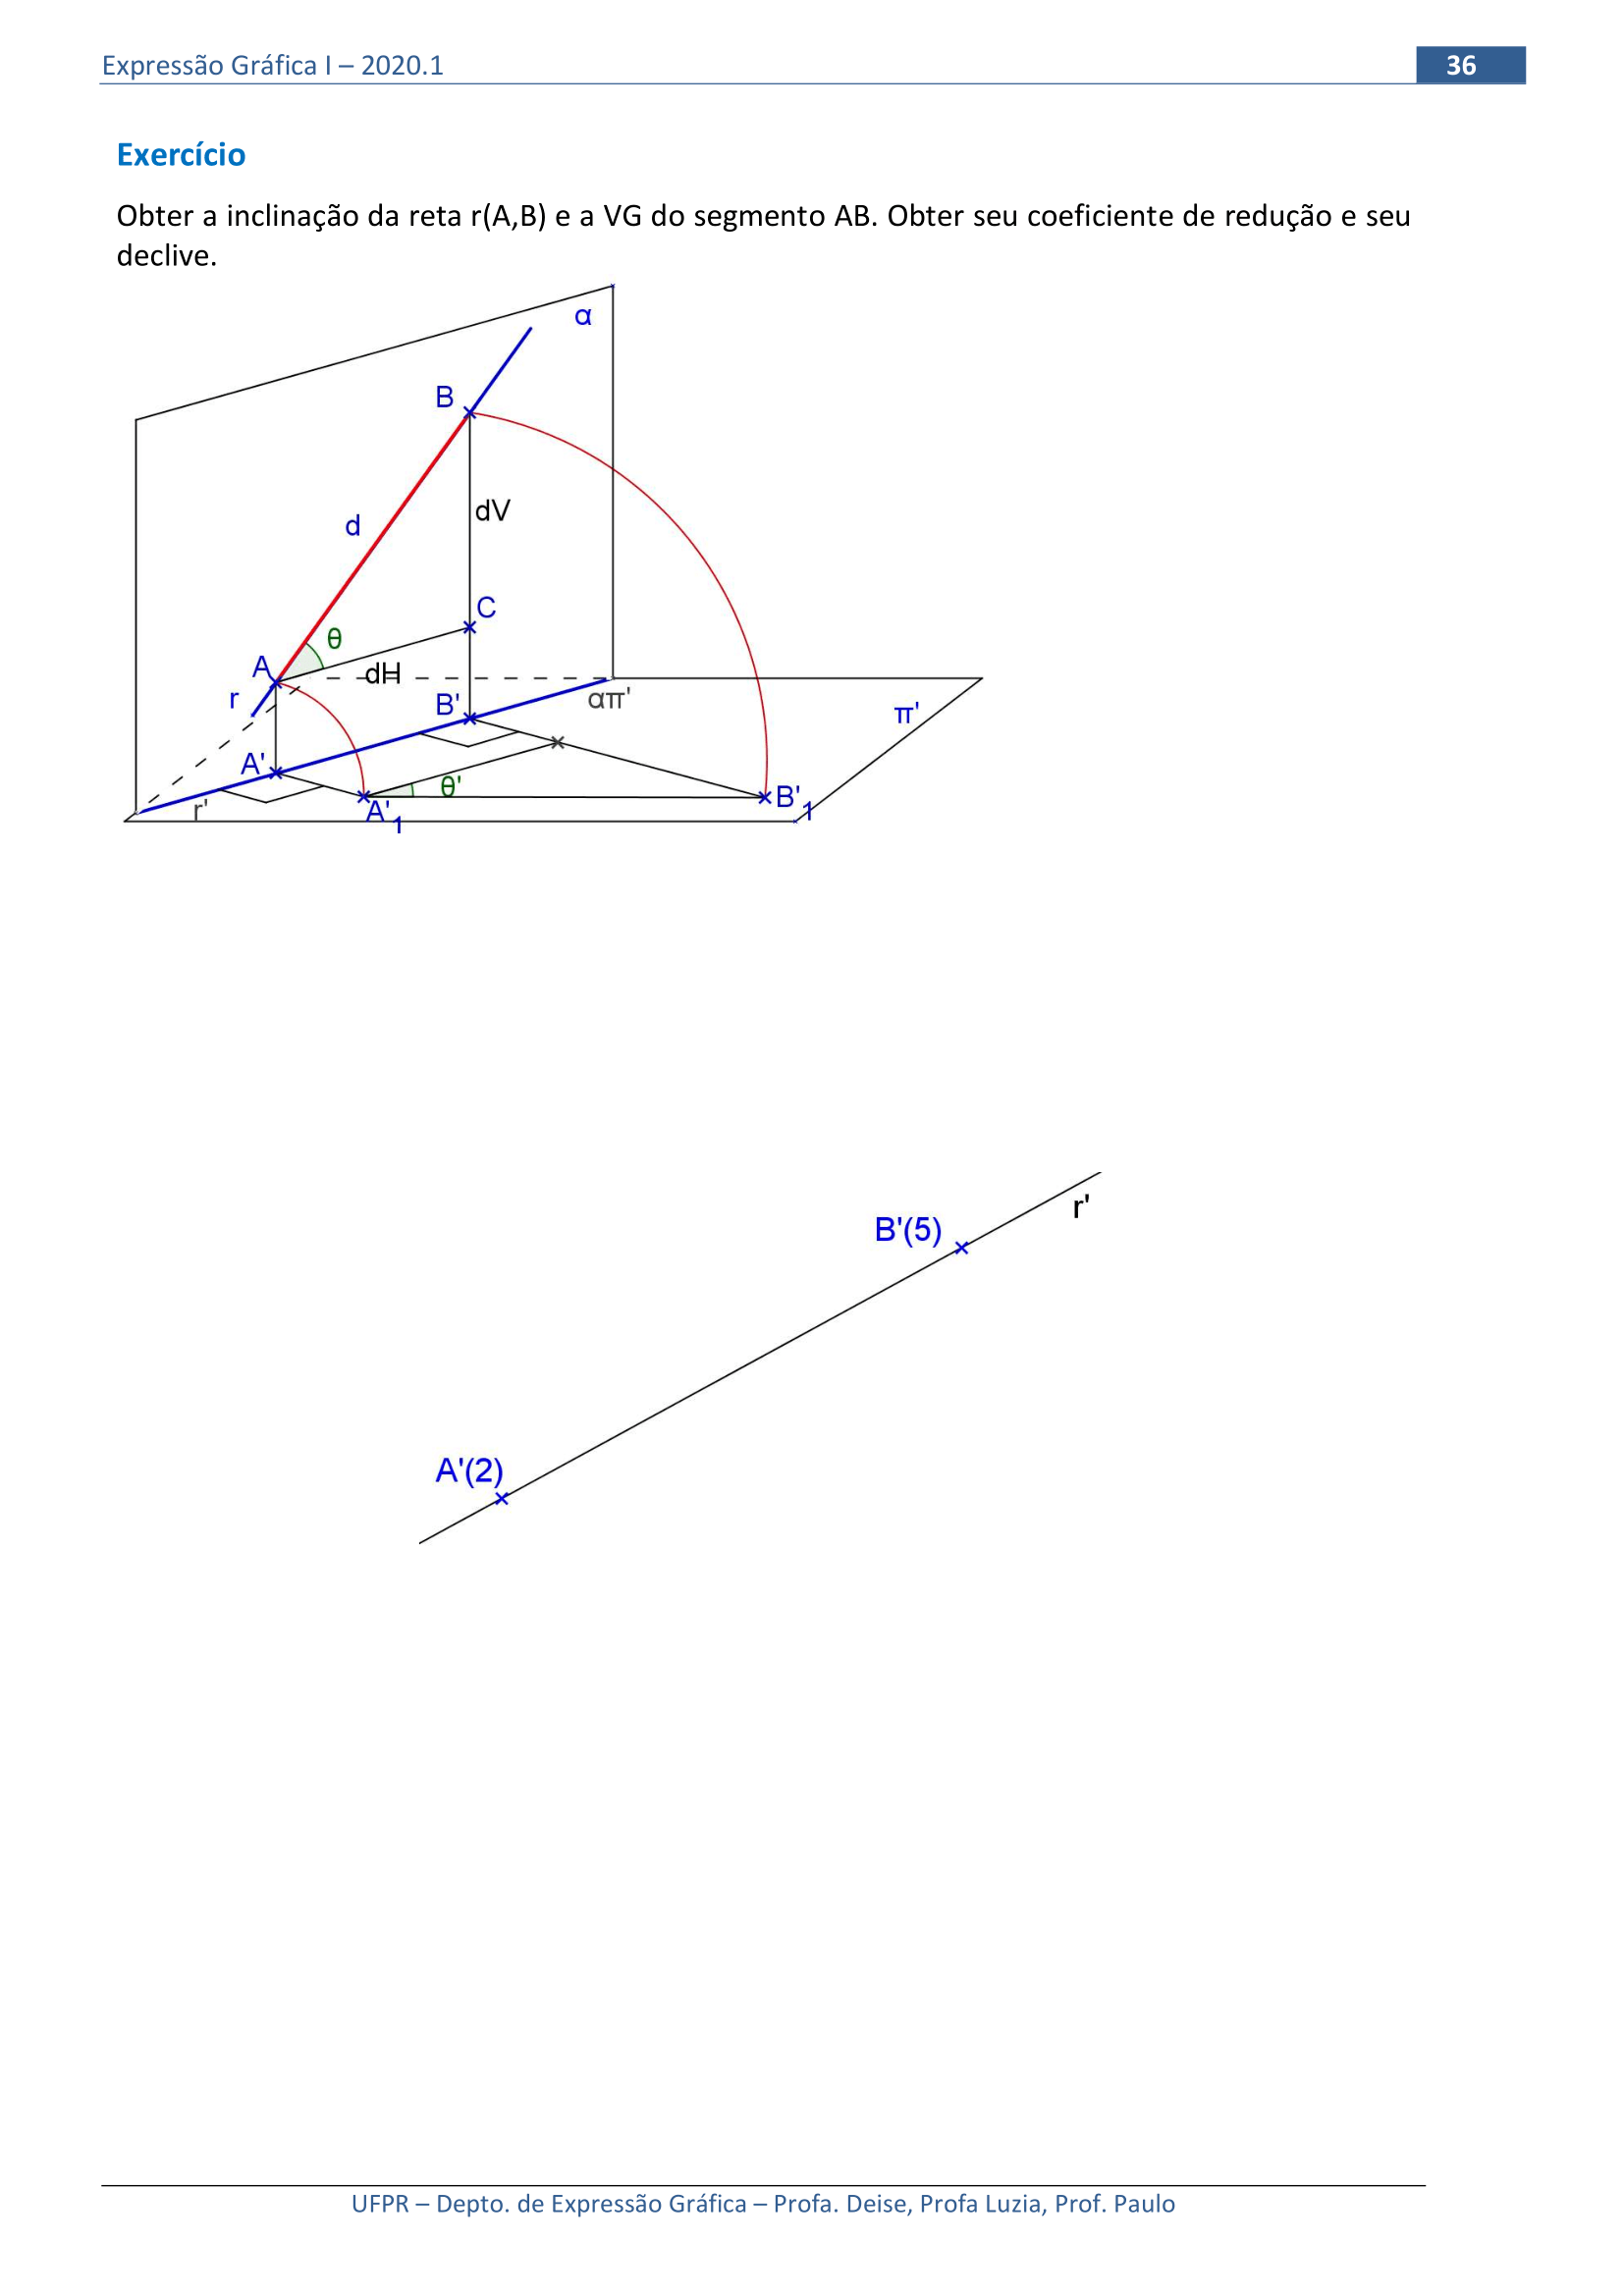 Expressão Gráfica I – 2020.1
36
Exercício
Obter a inclinação da reta r(A,B) e a VG do segmento AB. Obter seu coeficiente de redução e seu
declive.
α
B
d
dV
C
θ
A
dH
r
B'
απ'
π'
A'
θ'
r'
A'1
B'1
r'
B'(5)
A'(2)
UFPR – Depto. de Expressão Gráfica – Profa. Deise, Profa Luzia, Prof. Paulo